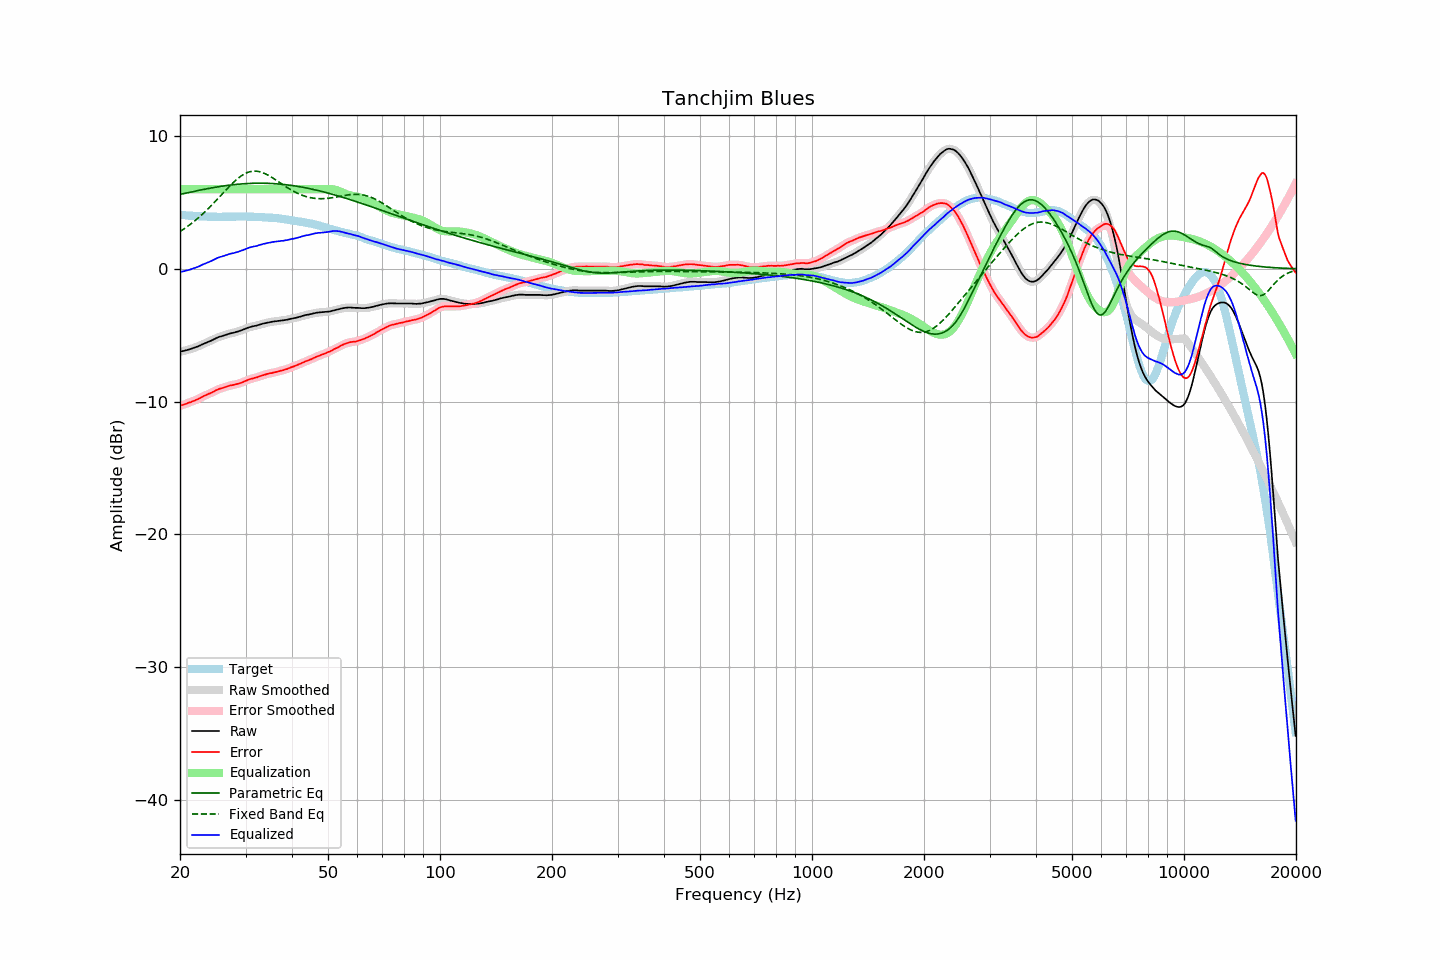 Tanchjim Blues
10
0
−10
−20
−30
−40
Amplitude (dBr)
Target
Raw Smoothed
Error Smoothed
Raw
Error
Equalization
Parametric Eq
Fixed Band Eq
Equalized
20 50 100 200 500 1000 2000 5000 10000 20000
Frequency (Hz)